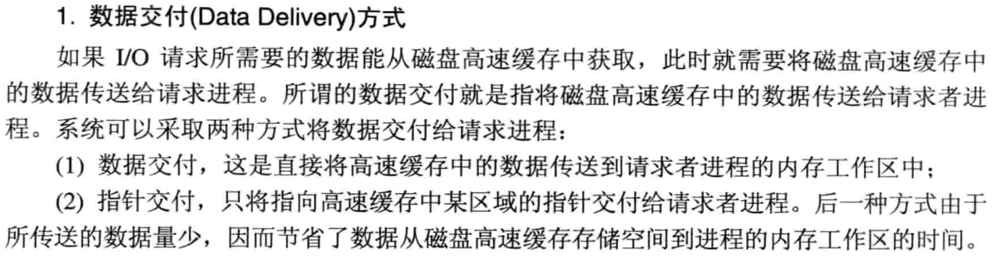 1. 数据交付(Data Delivery)方式
如果 I/O 请求所需要的数据能从磁盘高速缓存中获取，此时就需要将磁盘高速缓存中
的数据传送给请求进程。所谓的数据交付就是指将磁盘高速缓存中的数据传送给请求者进
程。系统可以采取两种方式将数据交付给请求进程：
(1) 数据交付，这是直接将高速缓存中的数据传送到请求者进程的内存工作区中；
(2) 指针交付，只将指向高速缓存中某区域的指针交付给请求者进程。后一种方式由于
所传送的数据量少，因而节省了数据从磁盘高速缓存存储空间到进程的内存工作区的时间。